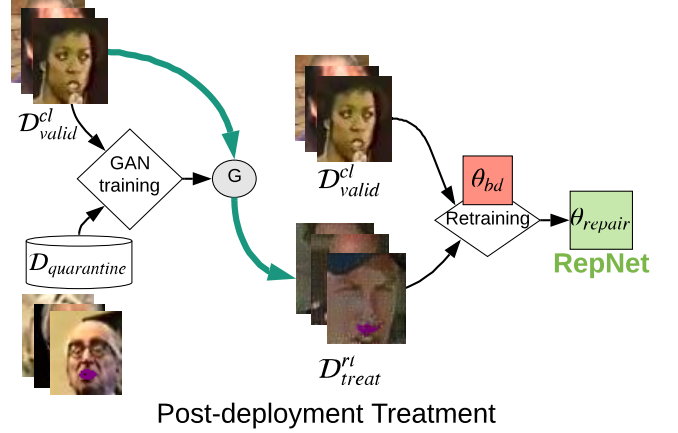 D^{cl}_{valid}
GAN
training
G
D_{quarantine}
D^{cl}_{valid}
θ_{bd}
Retraining
θ_{repair}
RepNet
D^{rt}_{treat}
Post-deployment Treatment